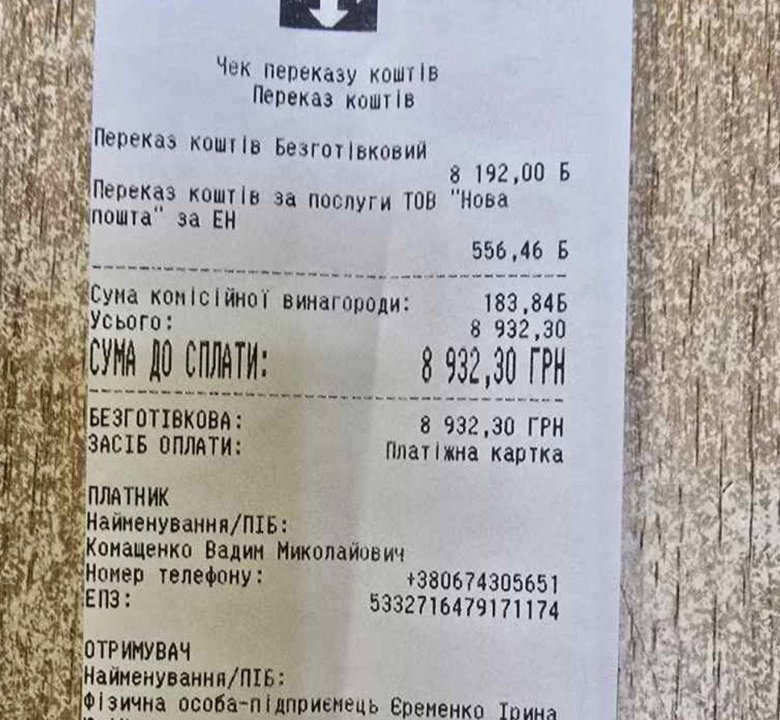 Чек переказу коштів
Переказ коштів
Переказ коштів Безготівковий
8 192,00 Б
Переказ коштів за послуги ТОВ "Нова
пошта" за ЕН
556,46 Б
Сума комісійної винагороди: 183,84Б
Усього: 8 932,30
СУМА ДО СПЛАТИ: 8 932,30 ГРН
БЕЗГОТІВКОВА: 8 932,30 ГРН
ЗАСІБ ОПЛАТИ: Платіжна картка
ПЛАТНИК
Найменування/ПІБ:
Комащенко Вадим Миколайович
Номер телефону: +380674305651
ЕПЗ: 5332716479171174
ОТРИМУВАЧ
Найменування/ПІБ:
Фізична особа-підприємець Єременко Ірина